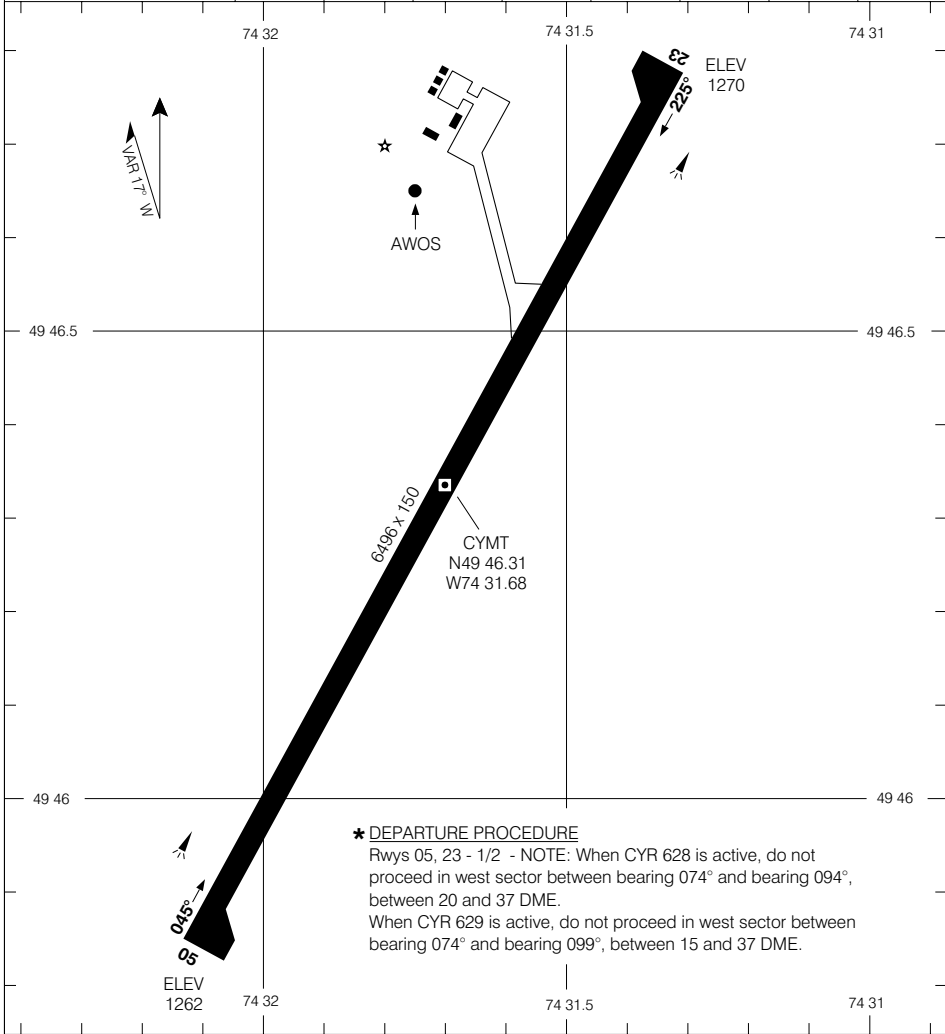 74 32
74 31.5
74 31
23
ELEV
1270
225°
VAR 17° W
AWOS
49 46.5
49 46.5
6496 x 150
CYMT
N49 46.31
W74 31.68
49 46
49 46
* DEPARTURE PROCEDURE
Rwys 05, 23 - 1/2 - NOTE: When CYR 628 is active, do not
proceed in west sector between bearing 074° and bearing 094°,
between 20 and 37 DME.
When CYR 629 is active, do not proceed in west sector between
bearing 074° and bearing 099°, between 15 and 37 DME.
045°
05
ELEV
1262
74 32
74 31.5
74 31